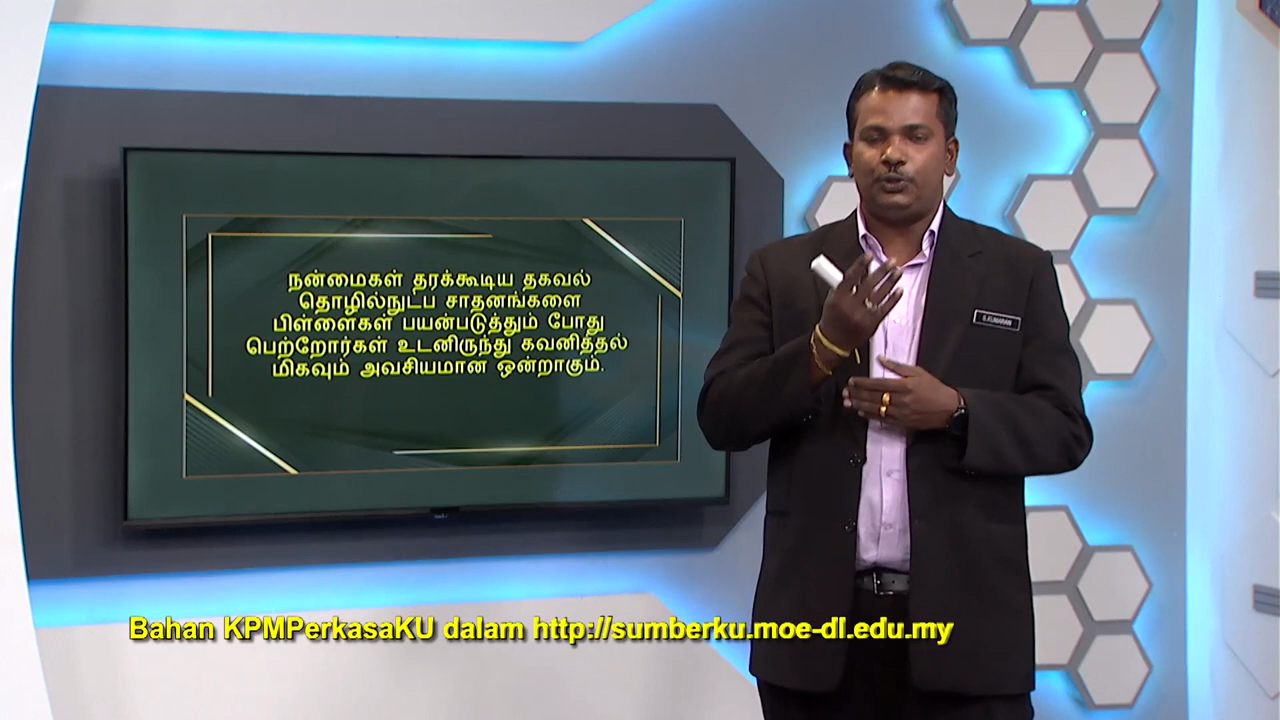 நன்மைகள் தரக்கூடிய தகவல்
தொழில்நுட்ப சாதனங்களை
பிள்ளைகள் பயன்படுத்தும் போது
பெற்றோர்கள் உடனிருந்து கவனித்தல்
மிகவும் அவசியமான ஒன்றாகும்.
G.KUMARAN
Bahan KPMPerkasaKU dalam http://sumberku.moe-dl.edu.my